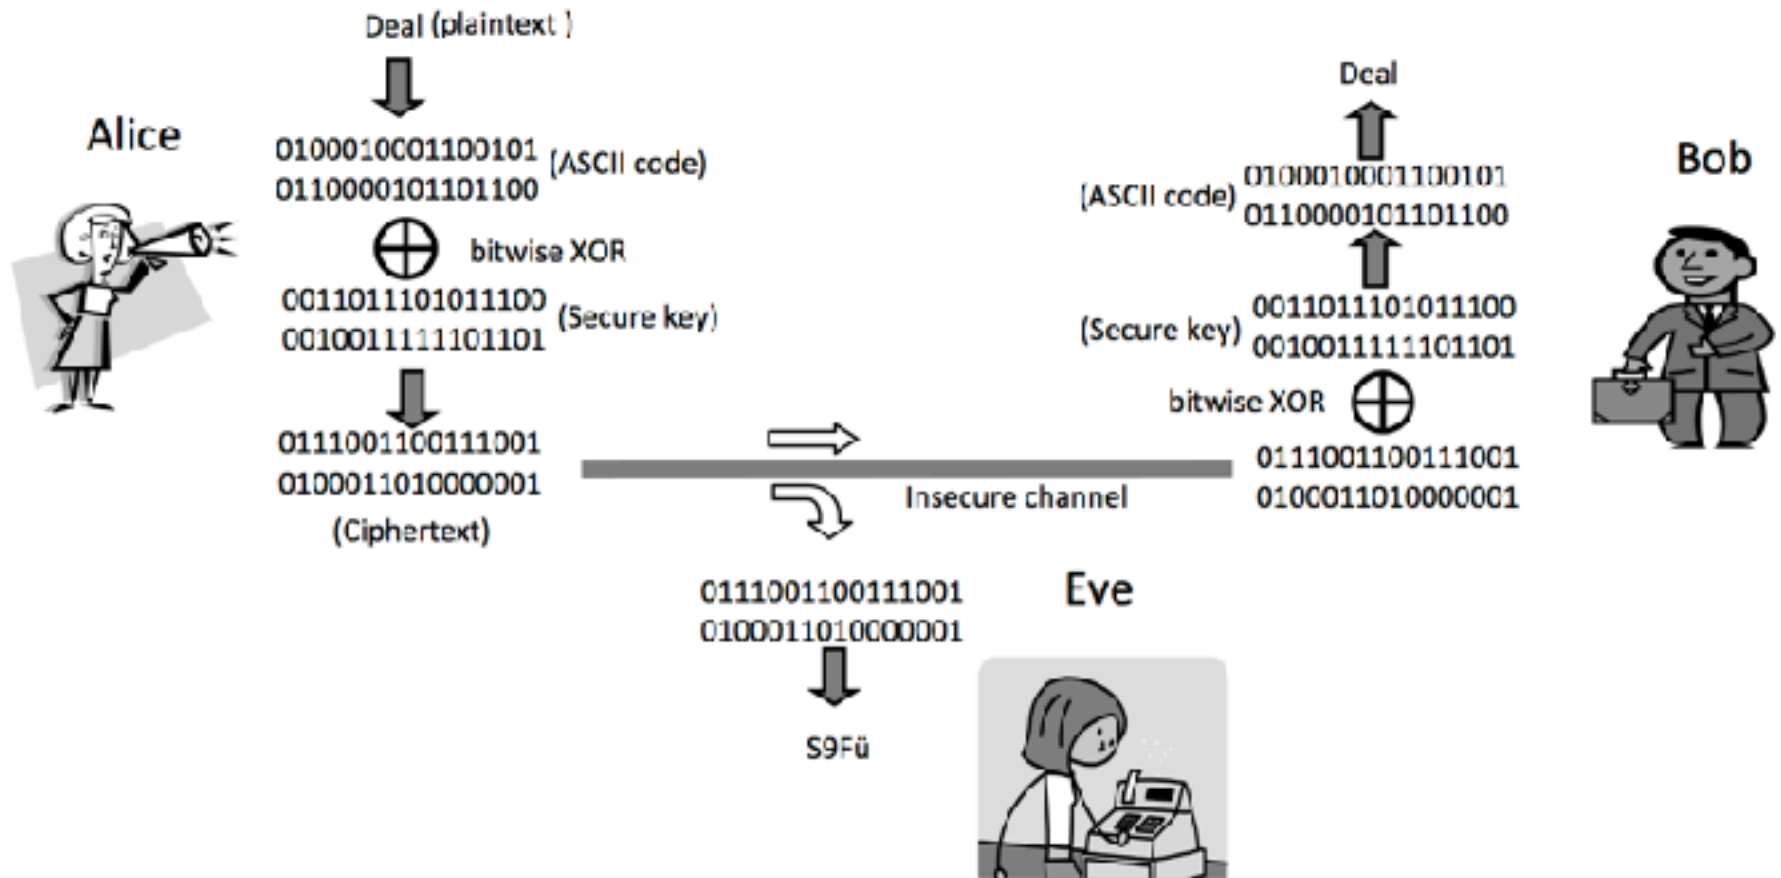 Deal (plaintext )
Alice
0100010001100101
0110000101101100
(ASCII code)
bitwise XOR
0011011101011100
0010011111101101
(Secure key)
0111001100111001
0100011010000001
(Ciphertext)
Insecure channel
Eve
0111001100111001
0100011010000001
S9Fü
Deal
Bob
(ASCII code)
0100010001100101
0110000101101100
(Secure key)
0011011101011100
0010011111101101
bitwise XOR
0111001100111001
0100011010000001